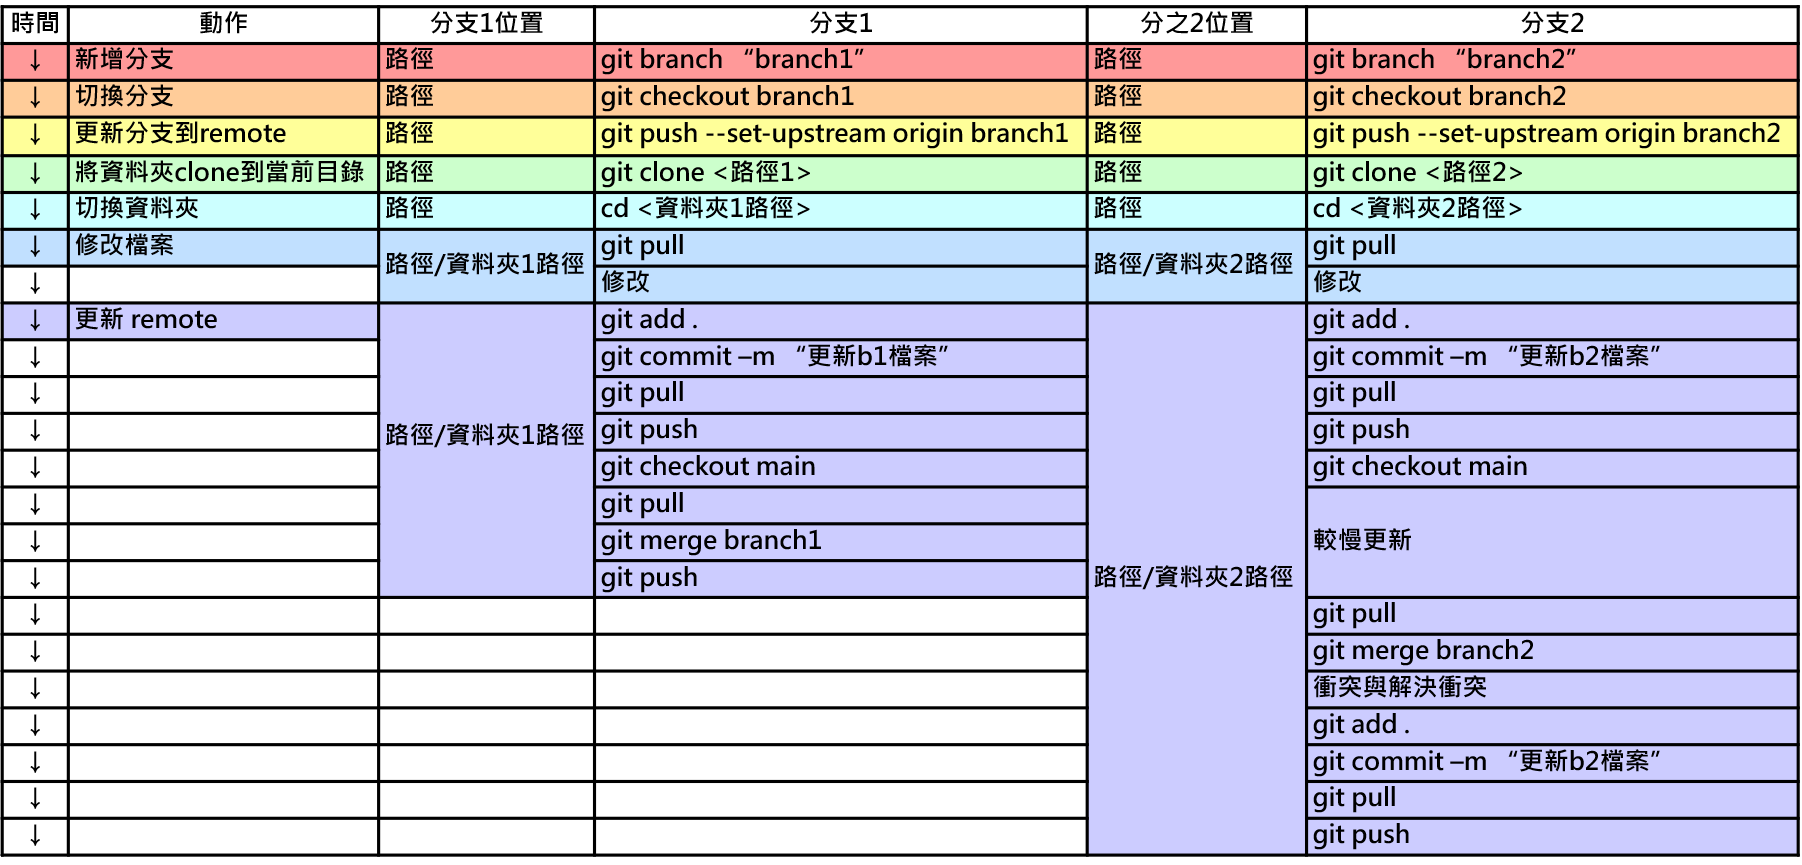 時間 動作 分支1位置 分支1 分之2位置 分支2
↓ 新增分支 路徑 git branch “branch1” 路徑 git branch “branch2”
↓ 切換分支 路徑 git checkout branch1 路徑 git checkout branch2
↓ 更新分支到remote 路徑 git push --set-upstream origin branch1 路徑 git push --set-upstream origin branch2
↓ 將資料夾clone到當前目錄 路徑 git clone <路徑1> 路徑 git clone <路徑2>
↓ 切換資料夾 路徑 cd <資料夾1路徑> 路徑 cd <資料夾2路徑>
↓ 修改檔案 路徑/資料夾1路徑 git pull 路徑/資料夾2路徑 git pull
↓ 修改 修改
↓ 更新 remote git add . git add .
↓ git commit –m “更新b1檔案” git commit –m “更新b2檔案”
↓ git pull git pull
↓ 路徑/資料夾1路徑 git push git push
↓ git checkout main git checkout main
↓ git pull
↓ git merge branch1 較慢更新
↓ git push 路徑/資料夾2路徑
↓ git pull
↓ git merge branch2
↓ 衝突與解決衝突
↓ git add .
↓ git commit –m “更新b2檔案”
↓ git pull
↓ git push